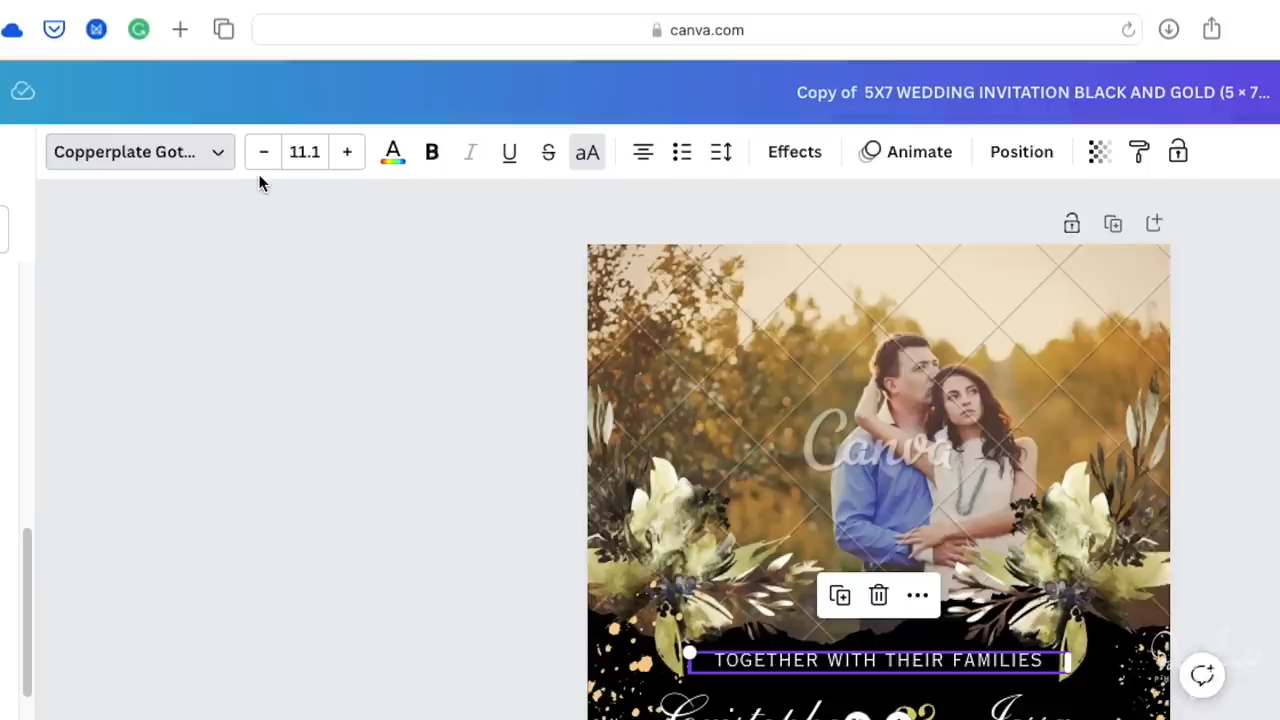 canva.com
Copy of 5X7 WEDDING INVITATION BLACK AND GOLD (5 × 7...
Copperplate Got...
− 11.1 +
A B I U S aA
Effects
Animate
Position
Canva
TOGETHER WITH THEIR FAMILIES